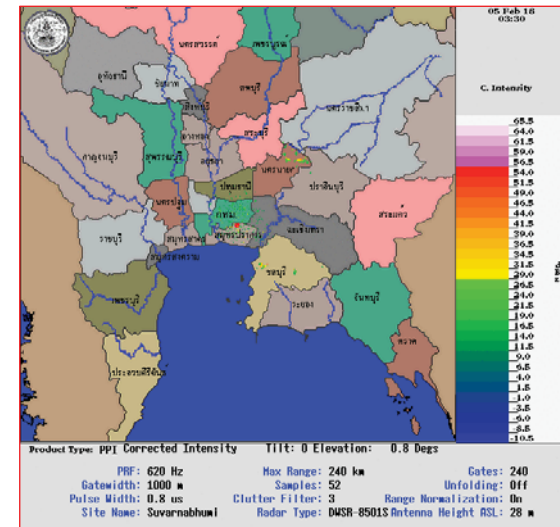 05 Feb 16
03:30
C. Intensity
65.5
64.0
61.5
59.0
56.5
54.0
51.5
49.0
46.5
44.0
41.5
39.0
36.5
34.0
31.5
29.0
26.5
24.0
21.5
19.0
16.5
14.0
11.5
9.0
6.5
4.0
1.5
-1.0
-3.5
-6.0
-8.5
-10.5
นครสวรรค์
เพชรบูรณ์
อุทัยธานี
ชัยนาท
ลพบุรี
สิงห์บุรี
นครราชสีมา
อ่างทอง
สระบุรี
กาญจนบุรี
สุพรรณบุรี
อยุธยา
นครนายก
ปราจีนบุรี
ปทุมธานี
นครปฐม
กทม.
สระแก้ว
ราชบุรี
สมุทรสาคร
สมุทรปราการ
ฉะเชิงเทรา
สมุทรสงคราม
ชลบุรี
เพชรบุรี
ระยอง
จันทบุรี
ตราด
ประจวบคีรีขันธ์
Product Type: PPI Corrected Intensity Tilt: 0 Elevation: 0.8 Degs
PRF: 620 Hz Max Range: 240 km Gates: 240
Gatewidth: 1000 m Samples: 52 Unfolding: Off
Pulse Width: 0.8 us Clutter Filter: 3 Range Normalization: On
Site Name: Suvarnabhumi Radar Type: DWSR-8501S Antenna Height ASL: 28 m